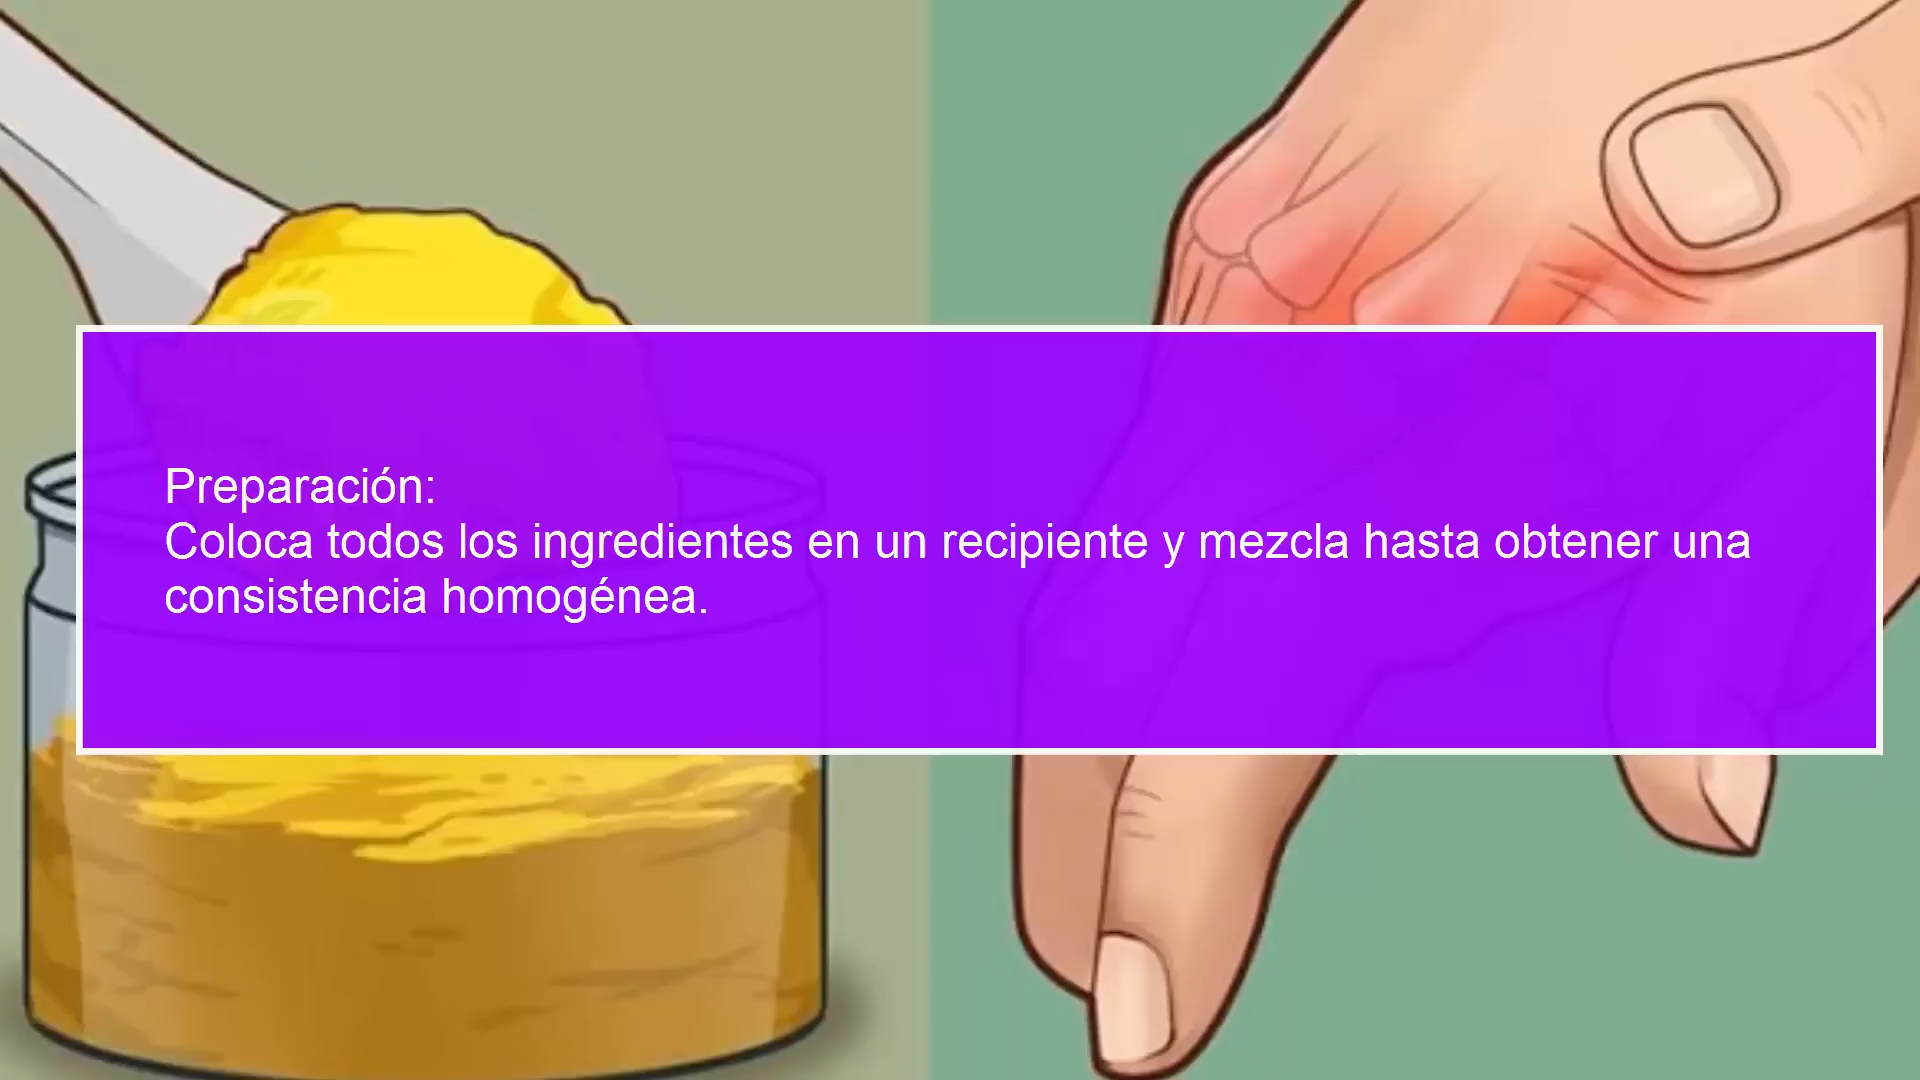 Preparación:
Coloca todos los ingredientes en un recipiente y mezcla hasta obtener una
consistencia homogénea.